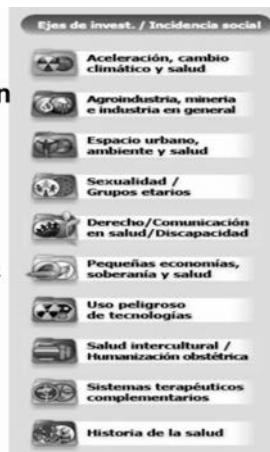 Ejes de invest. / Incidencia social
Aceleración, cambio
climático y salud
Agroindustria, mineria
e industria en general
Espacio urbano,
ambiente y salud
Sexualidad /
Grupos etarios
Derecho/Comunicación
en salud/Discapacidad
Pequeñas economías,
soberanía y salud
Uso peligroso
de tecnologías
Salud intercultural /
Humanización obstétrica
Sistemas terapéuticos
complementarios
Historia de la salud